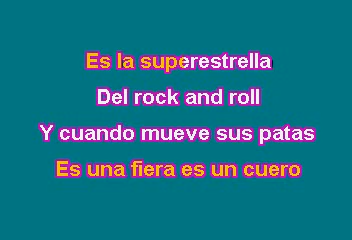 Es la superestrella
Del rock and roll
Y cuando mueve sus patas
Es una fiera es un cuero